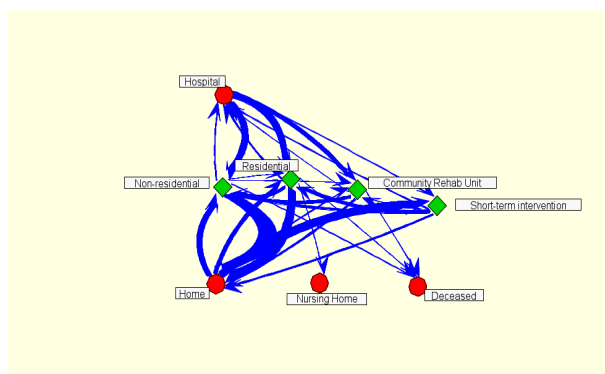 Hospital
Residential
Non-residential
Community Rehab Unit
Short-term intervention
Home
Nursing Home
Deceased